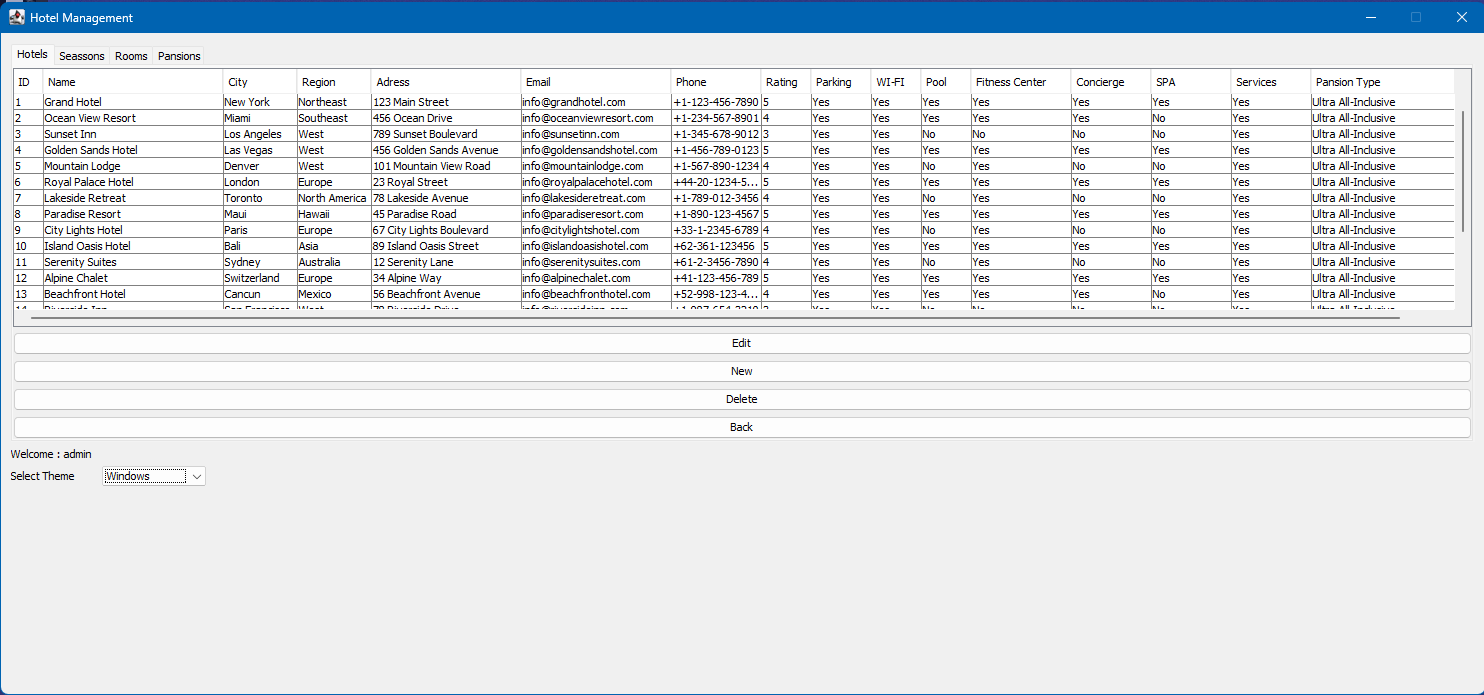 Hotel Management
Hotels Seassons Rooms Pansions
ID Name City Region Adress Email Phone Rating Parking WI-FI Pool Fitness Center Concierge SPA Services Pansion Type
1 Grand Hotel New York Northeast 123 Main Street info@grandhotel.com +1-123-456-7890 5 Yes Yes Yes Yes Yes Yes Yes Ultra All-Inclusive
2 Ocean View Resort Miami Southeast 456 Ocean Drive info@oceanviewresort.com +1-234-567-8901 4 Yes Yes Yes Yes Yes No Yes Ultra All-Inclusive
3 Sunset Inn Los Angeles West 789 Sunset Boulevard info@sunsetinn.com +1-345-678-9012 3 Yes Yes No No No No Yes Ultra All-Inclusive
4 Golden Sands Hotel Las Vegas West 456 Golden Sands Avenue info@goldensandshotel.com +1-456-789-0123 5 Yes Yes Yes Yes Yes Yes Yes Ultra All-Inclusive
5 Mountain Lodge Denver West 101 Mountain View Road info@mountainlodge.com +1-567-890-1234 4 Yes Yes No Yes No No Yes Ultra All-Inclusive
6 Royal Palace Hotel London Europe 23 Royal Street info@royalpalacehotel.com +44-20-1234-5... 5 Yes Yes Yes Yes Yes Yes Yes Ultra All-Inclusive
7 Lakeside Retreat Toronto North America 78 Lakeside Avenue info@lakesideretreat.com +1-789-012-3456 4 Yes Yes No Yes No No Yes Ultra All-Inclusive
8 Paradise Resort Maui Hawaii 45 Paradise Road info@paradiseresort.com +1-890-123-4567 5 Yes Yes Yes Yes Yes Yes Yes Ultra All-Inclusive
9 City Lights Hotel Paris Europe 67 City Lights Boulevard info@citylightshotel.com +33-1-2345-6789 4 Yes Yes No Yes Yes No Yes Ultra All-Inclusive
10 Island Oasis Hotel Bali Asia 89 Island Oasis Street info@islandoasishotel.com +62-361-123456 5 Yes Yes Yes Yes Yes Yes Yes Ultra All-Inclusive
11 Serenity Suites Sydney Australia 12 Serenity Lane info@serenitysuites.com +61-2-3456-7890 4 Yes Yes No Yes No No Yes Ultra All-Inclusive
12 Alpine Chalet Switzerland Europe 34 Alpine Way info@alpinechalet.com +41-123-456-789 5 Yes Yes Yes Yes Yes Yes Yes Ultra All-Inclusive
13 Beachfront Hotel Cancun Mexico 56 Beachfront Avenue info@beachfronthotel.com +52-998-123-4... 4 Yes Yes Yes Yes Yes No Yes Ultra All-Inclusive
Edit
New
Delete
Back
Welcome : admin
Select Theme Windows